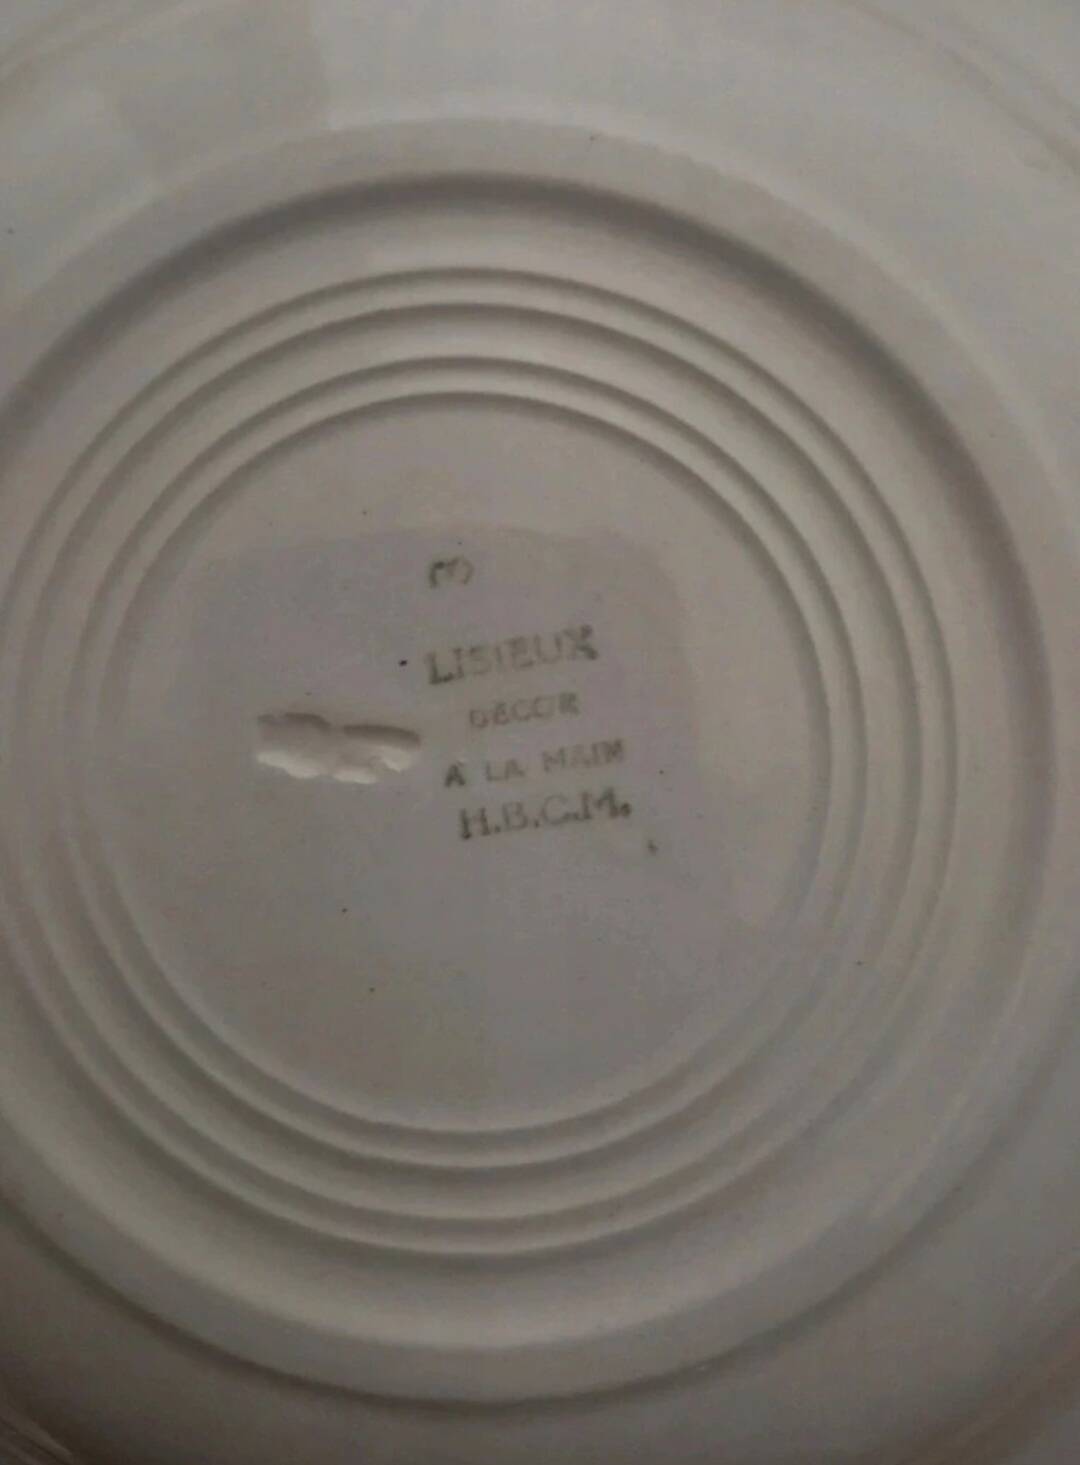 LISIEUX
DECOR
A LA MAIN
H.B.C.M.